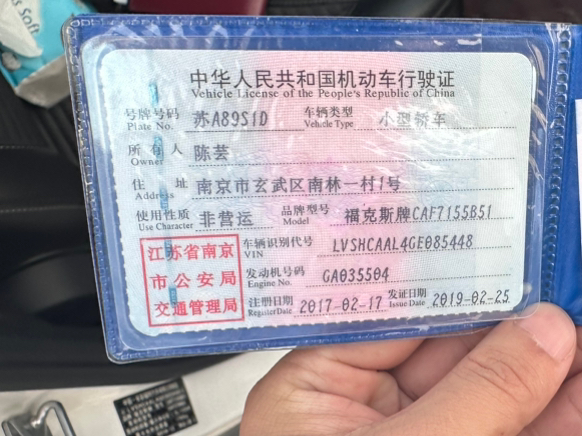 Soft
中华人民共和国机动车行驶证
Vehicle License of the People's Republic of China
号牌号码 苏A89S1D 车辆类型 小型轿车
Plate No. Vehicle Type
所有人 陈芸
Owner
住址 南京市玄武区南林一村1号
Address
使用性质 非营运 品牌型号 福克斯牌CAF7155B51
Use Character Model
江苏省南京 车辆识别代号 LVSHCAAL4GE085448
VIN
市公安局 发动机号码 GA035504
Engine No.
交通管理局 注册日期 2017-02-17 发证日期 2019-02-25
Register Date Issue Date